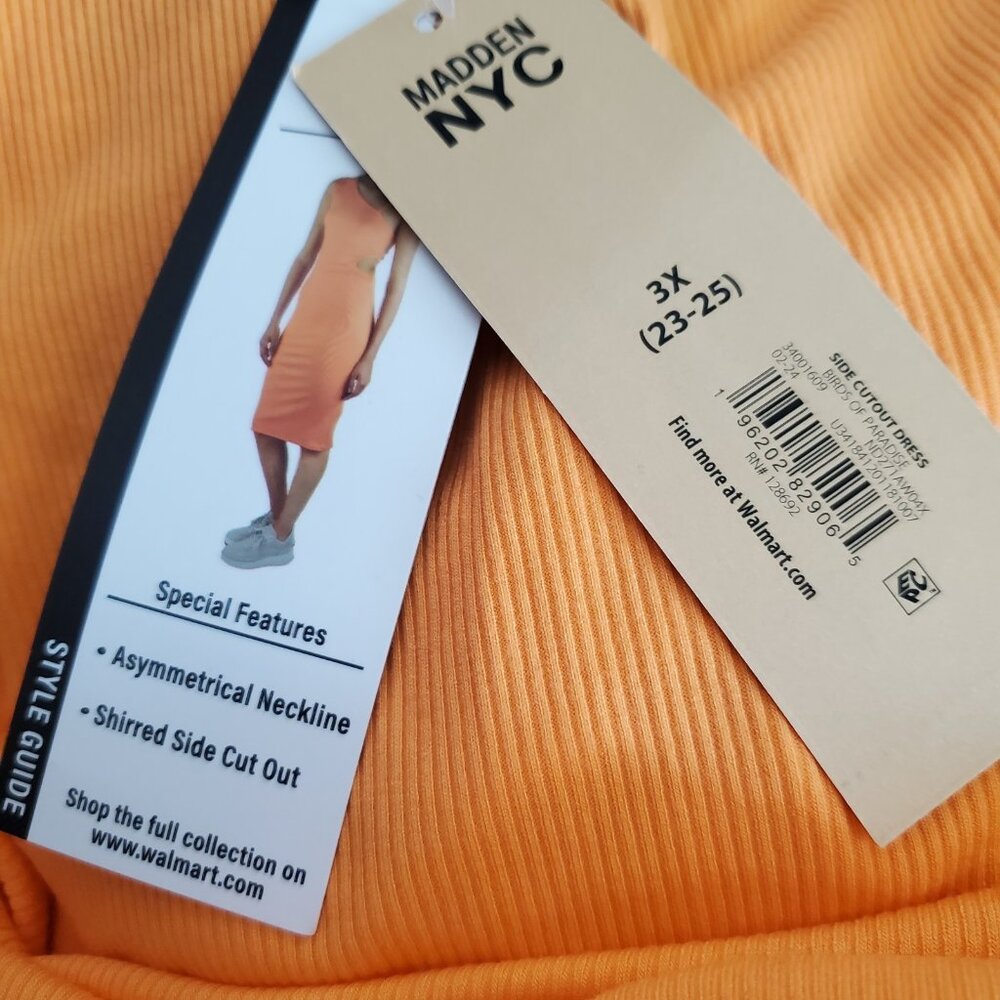 MADDEN
NYC
3X
(23-25)
SIDE CUTOUT DRESS
BIRDS OF PARADISE
34001609
ND271AW04X
02-24
U341841201181007
1 96202 82906 5
RN# 128692
Find more at Walmart.com
Special Features
• Asymmetrical Neckline
• Shirred Side Cut Out
Shop the full collection on
www.walmart.com
STYLE GUIDE